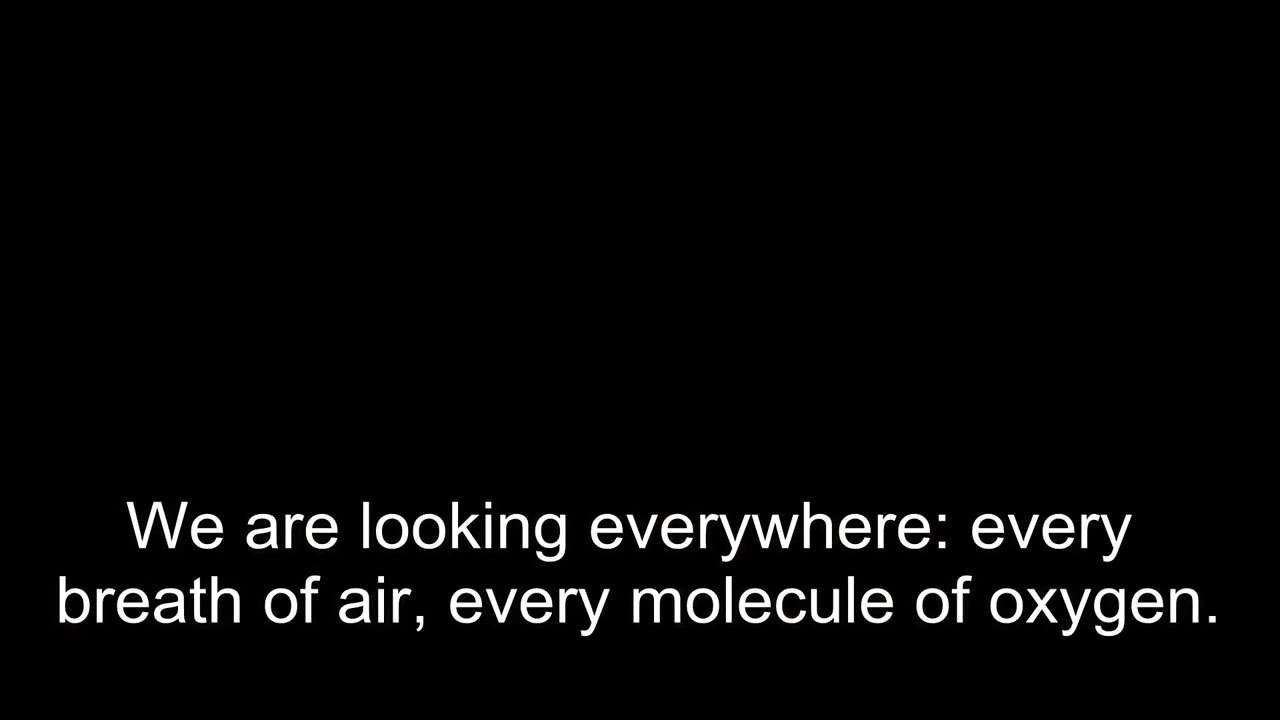 We are looking everywhere: every
breath of air, every molecule of oxygen.